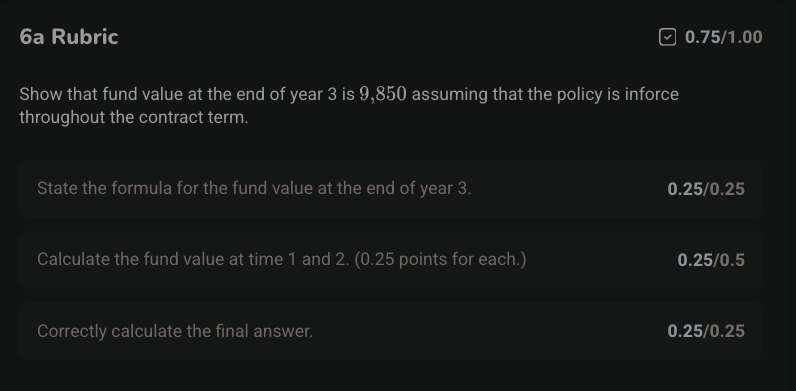 6a Rubric 0.75/1.00
Show that fund value at the end of year 3 is 9,850 assuming that the policy is inforce
throughout the contract term.
State the formula for the fund value at the end of year 3. 0.25/0.25
Calculate the fund value at time 1 and 2. (0.25 points for each.) 0.25/0.5
Correctly calculate the final answer. 0.25/0.25